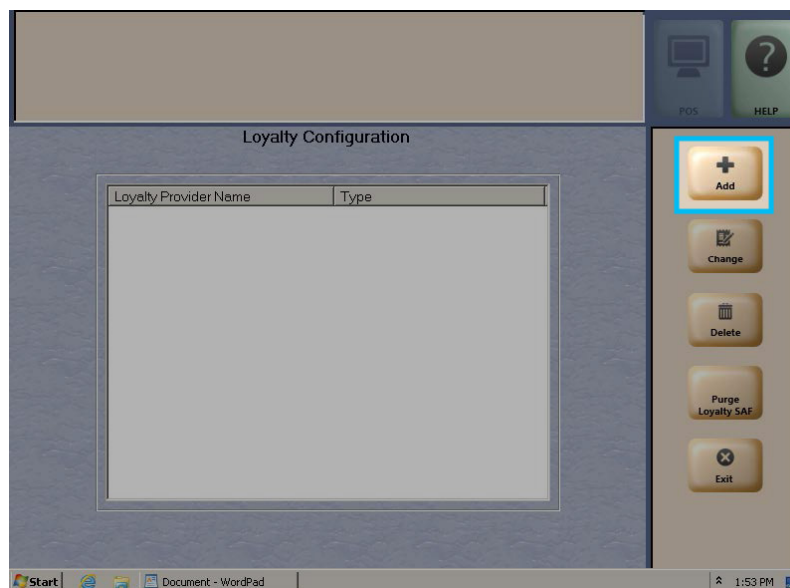 POS
HELP
Loyalty Configuration
Loyalty Provider Name
Type
Add
Change
Delete
Purge
Loyalty SAF
Exit
Start
Document - WordPad
1:53 PM